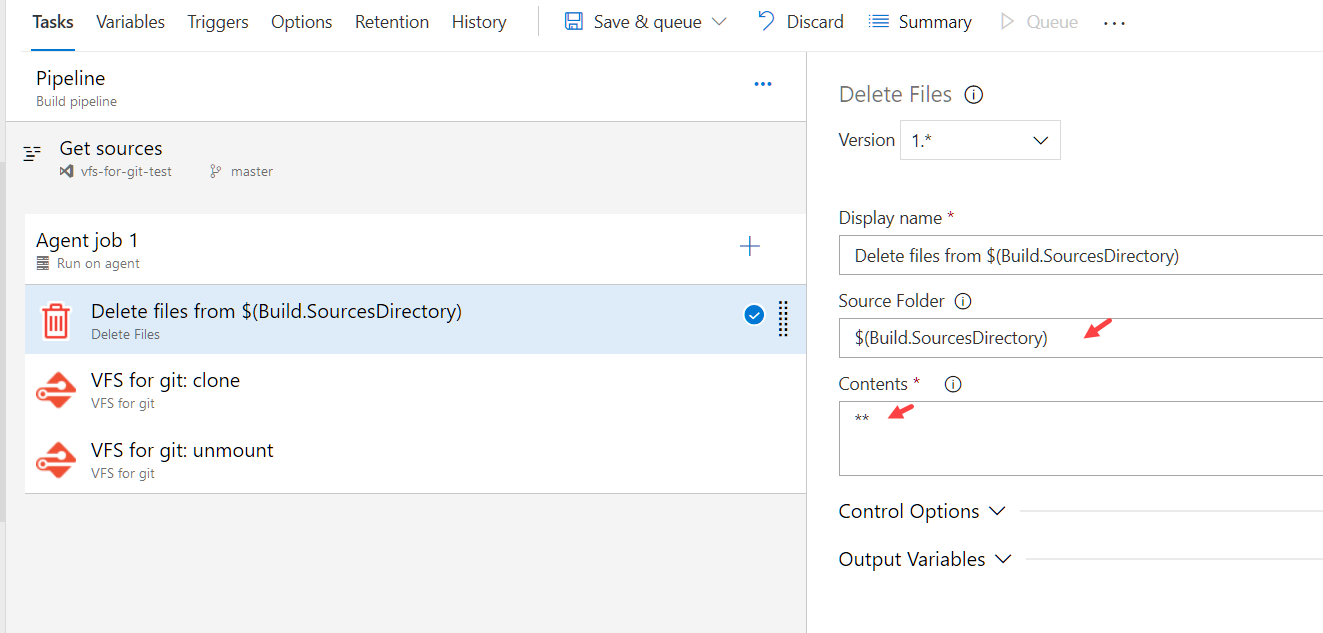 Tasks Variables Triggers Options Retention History Save & queue Discard Summary Queue ...
Pipeline
Build pipeline
...
Get sources
vfs-for-git-test master
Agent job 1
Run on agent
+
Delete files from $(Build.SourcesDirectory)
Delete Files
VFS for git: clone
VFS for git
VFS for git: unmount
VFS for git
Delete Files
Version 1.*
Display name *
Delete files from $(Build.SourcesDirectory)
Source Folder
$(Build.SourcesDirectory)
Contents *
**
Control Options
Output Variables